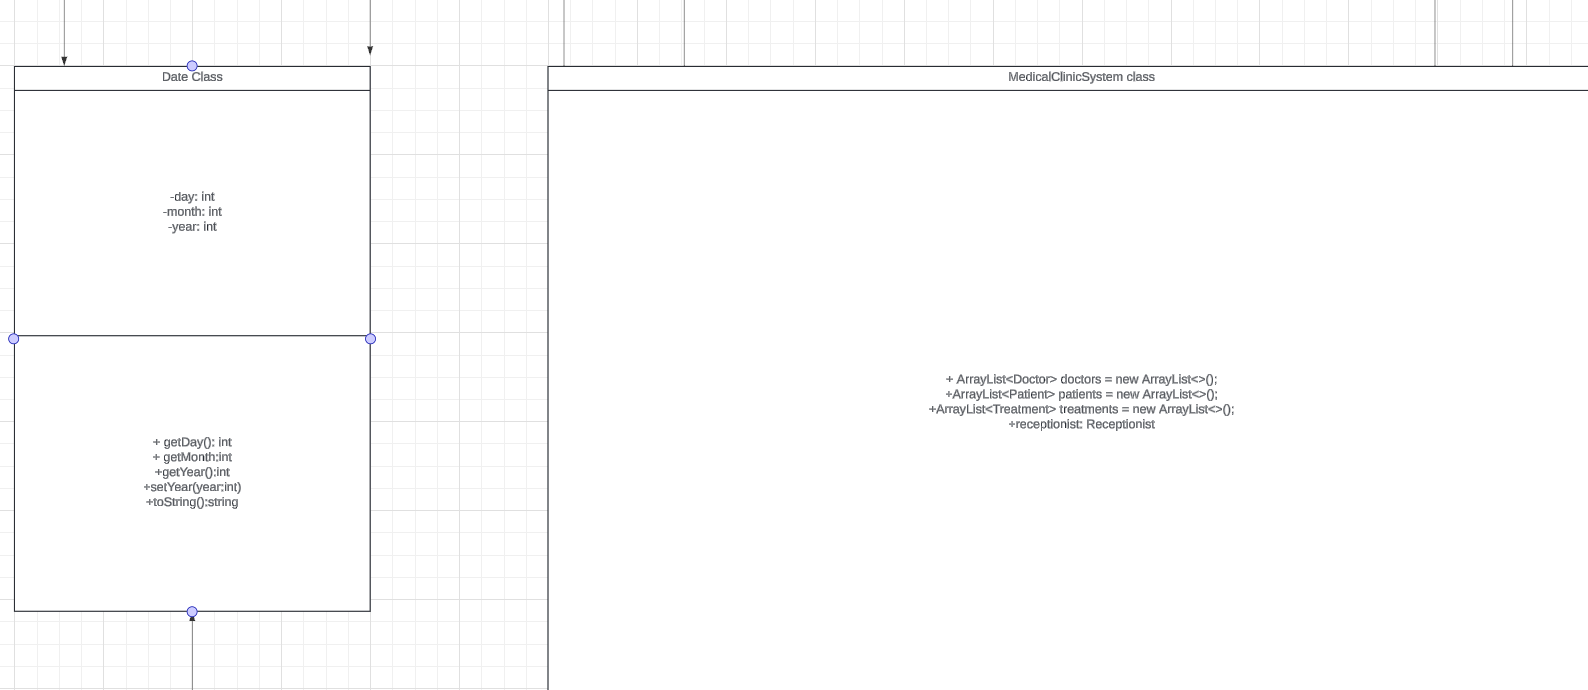 Date Class
-day: int
-month: int
-year: int
+ getDay(): int
+ getMonth:int
+getYear():int
+setYear(year:int)
+toString():string
MedicalClinicSystem class
+ ArrayList<Doctor> doctors = new ArrayList<>();
+ArrayList<Patient> patients = new ArrayList<>();
+ArrayList<Treatment> treatments = new ArrayList<>();
+receptionist: Receptionist